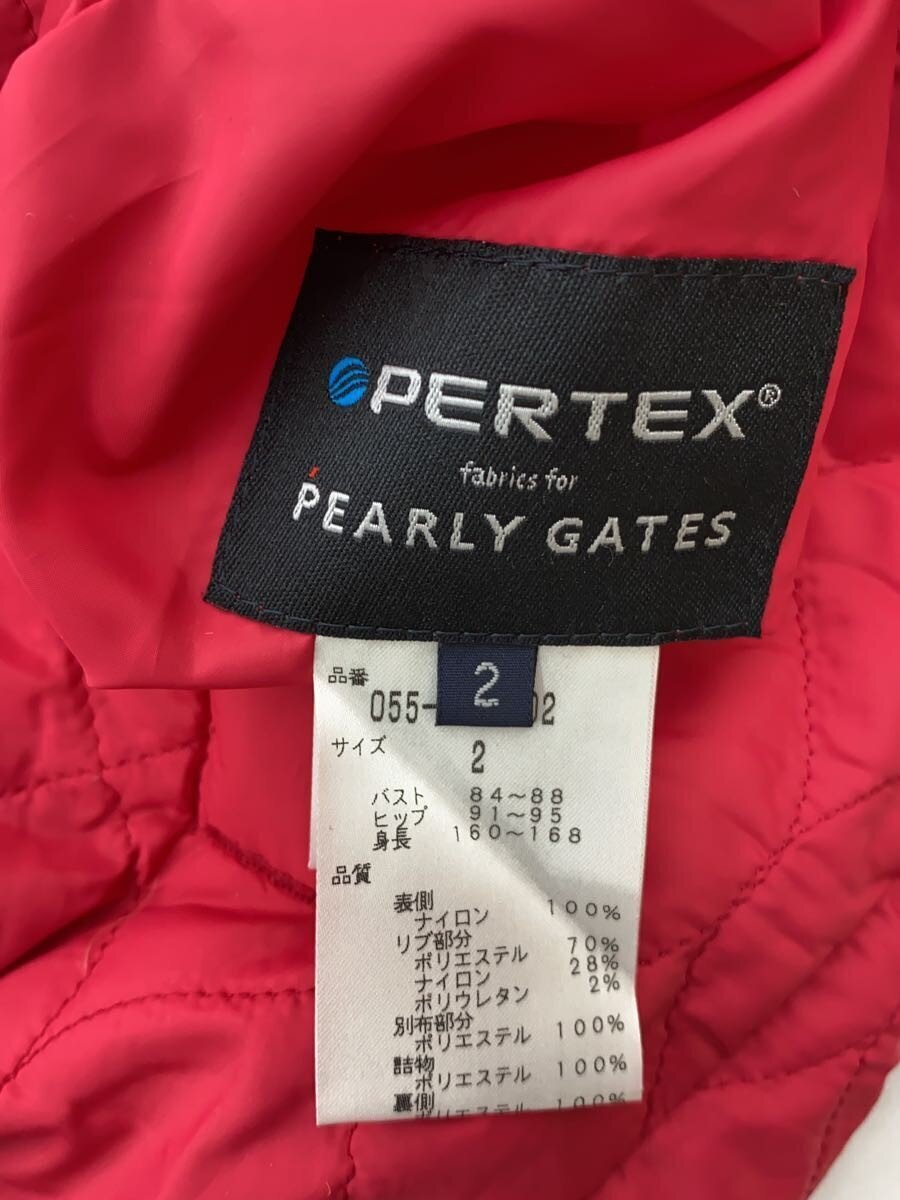 PERTEX®
fabrics for
PEARLY GATES
2
品番
055- 02
サイズ
2
バスト 84～88
ヒップ 91～95
身長 160～168
品質
表側
ナイロン 100%
リブ部分
ポリエステル 70%
ナイロン 28%
ポリウレタン 2%
別布部分
ポリエステル 100%
詰物
ポリエステル 100%
裏側
100%